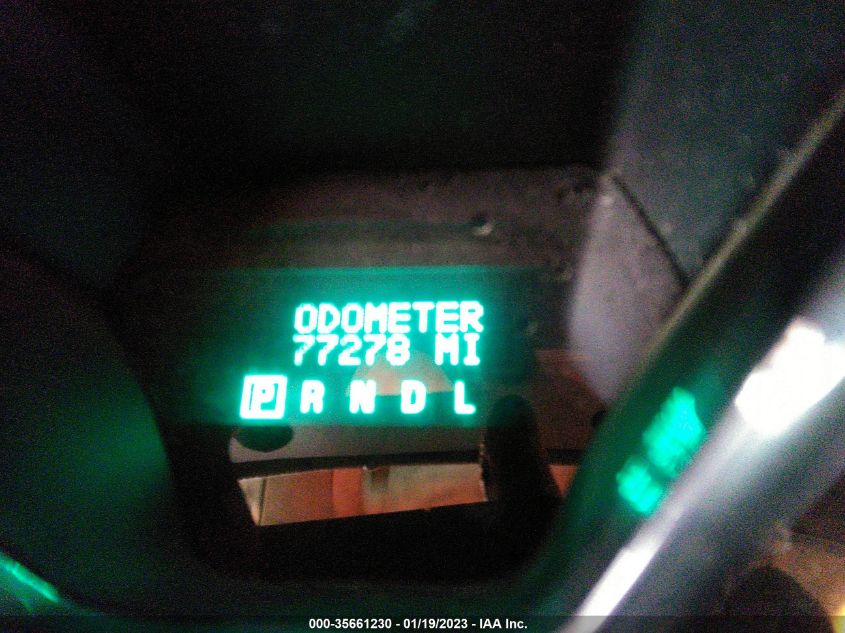 ODOMETER
77278 MI
P R N D L
000-35661230 - 01/19/2023 - IAA Inc.